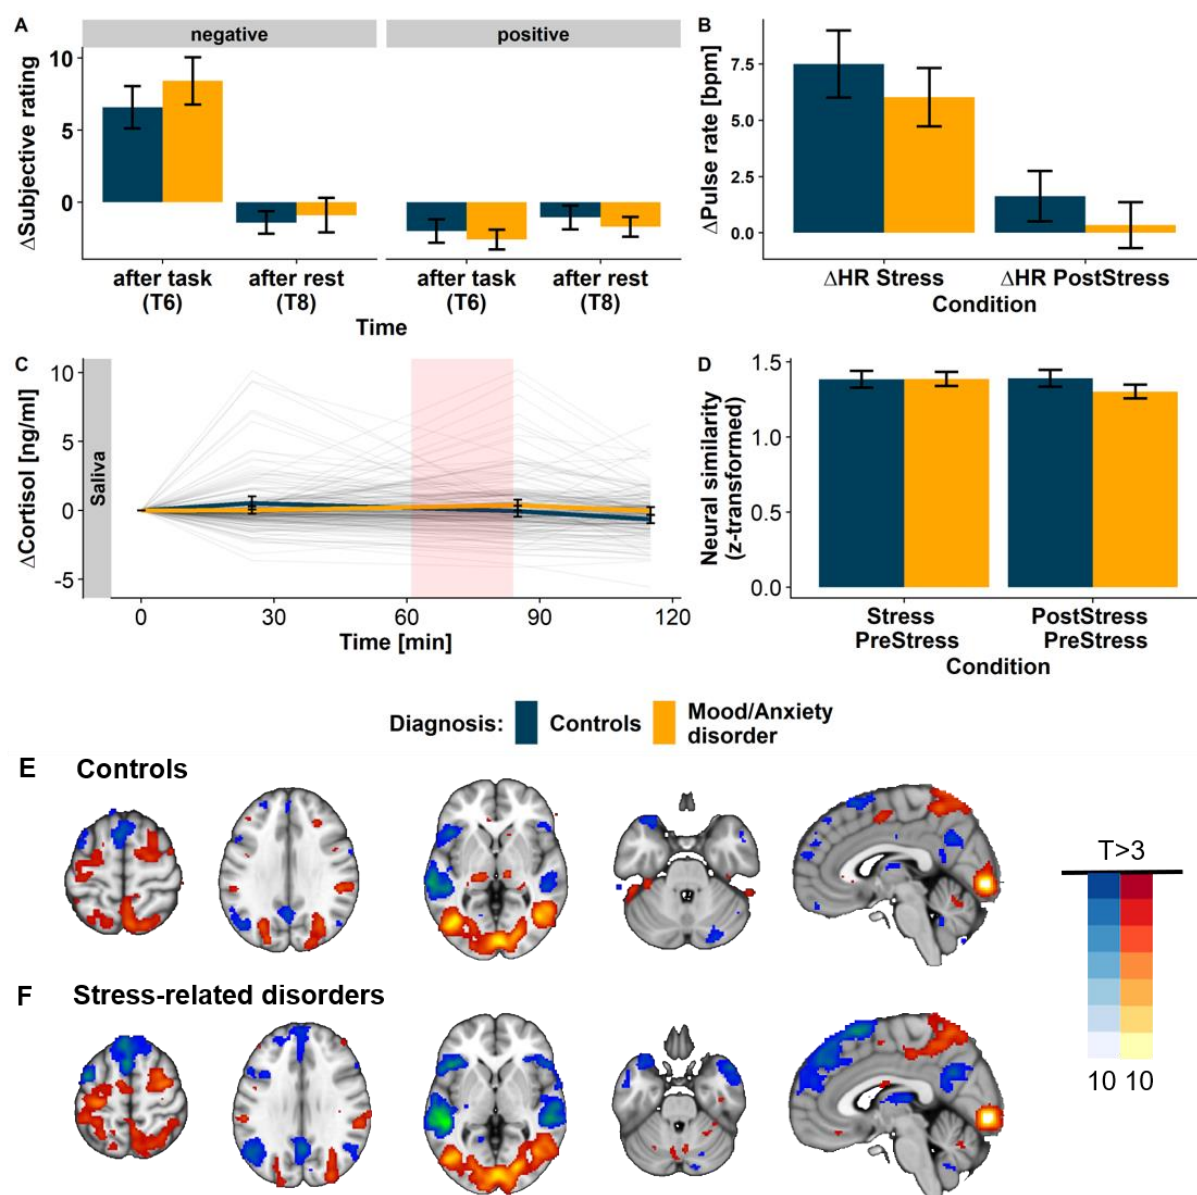 A
negative
positive
ΔSubjective rating
10
5
0
after task
(T6)
after rest
(T8)
after task
(T6)
after rest
(T8)
Time
B
ΔPulse rate [bpm]
7.5
5.0
2.5
0.0
ΔHR Stress
ΔHR PostStress
Condition
C
ΔCortisol [ng/ml]
Saliva
10
5
0
-5
0
30
60
90
120
Time [min]
D
Neural similarity
(z-transformed)
1.5
1.0
0.5
0.0
Stress
PreStress
PostStress
PreStress
Condition
Diagnosis:
Controls
Mood/Anxiety
disorder
E Controls
T>3
10 10
F Stress-related disorders